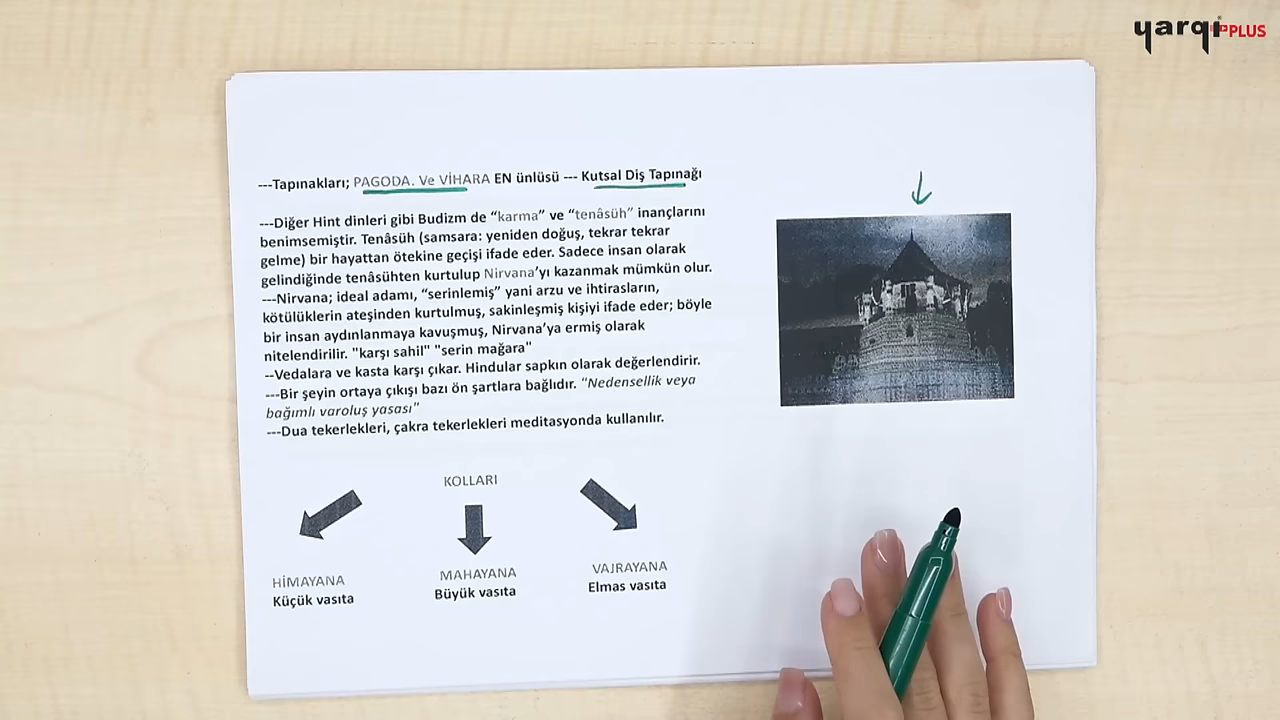 yargı PLUS
---Tapınakları; PAGODA. Ve VİHARA EN ünlüsü --- Kutsal Diş Tapınağı
---Diğer Hint dinleri gibi Budizm de “karma” ve “tenâsüh” inançlarını
benimsemiştir. Tenâsüh (samsara: yeniden doğuş, tekrar tekrar
gelme) bir hayattan ötekine geçişi ifade eder. Sadece insan olarak
gelindiğinde tenâsühten kurtulup Nirvana’yı kazanmak mümkün olur.
---Nirvana; ideal adamı, “serinlemiş” yani arzu ve ihtirasların,
kötülüklerin ateşinden kurtulmuş, sakinleşmiş kişiyi ifade eder; böyle
bir insan aydınlanmaya kavuşmuş, Nirvana’ya ermiş olarak
nitelendirilir. "karşı sahil" "serin mağara"
--Vedalara ve kasta karşı çıkar. Hindular sapkın olarak değerlendirir.
---Bir şeyin ortaya çıkışı bazı ön şartlara bağlıdır. "Nedensellik veya
bağımlı varoluş yasası"
---Dua tekerlekleri, çakra tekerlekleri meditasyonda kullanılır.
KOLLARI
HİMAYANA
Küçük vasıta
MAHAYANA
Büyük vasıta
VAJRAYANA
Elmas vasıta